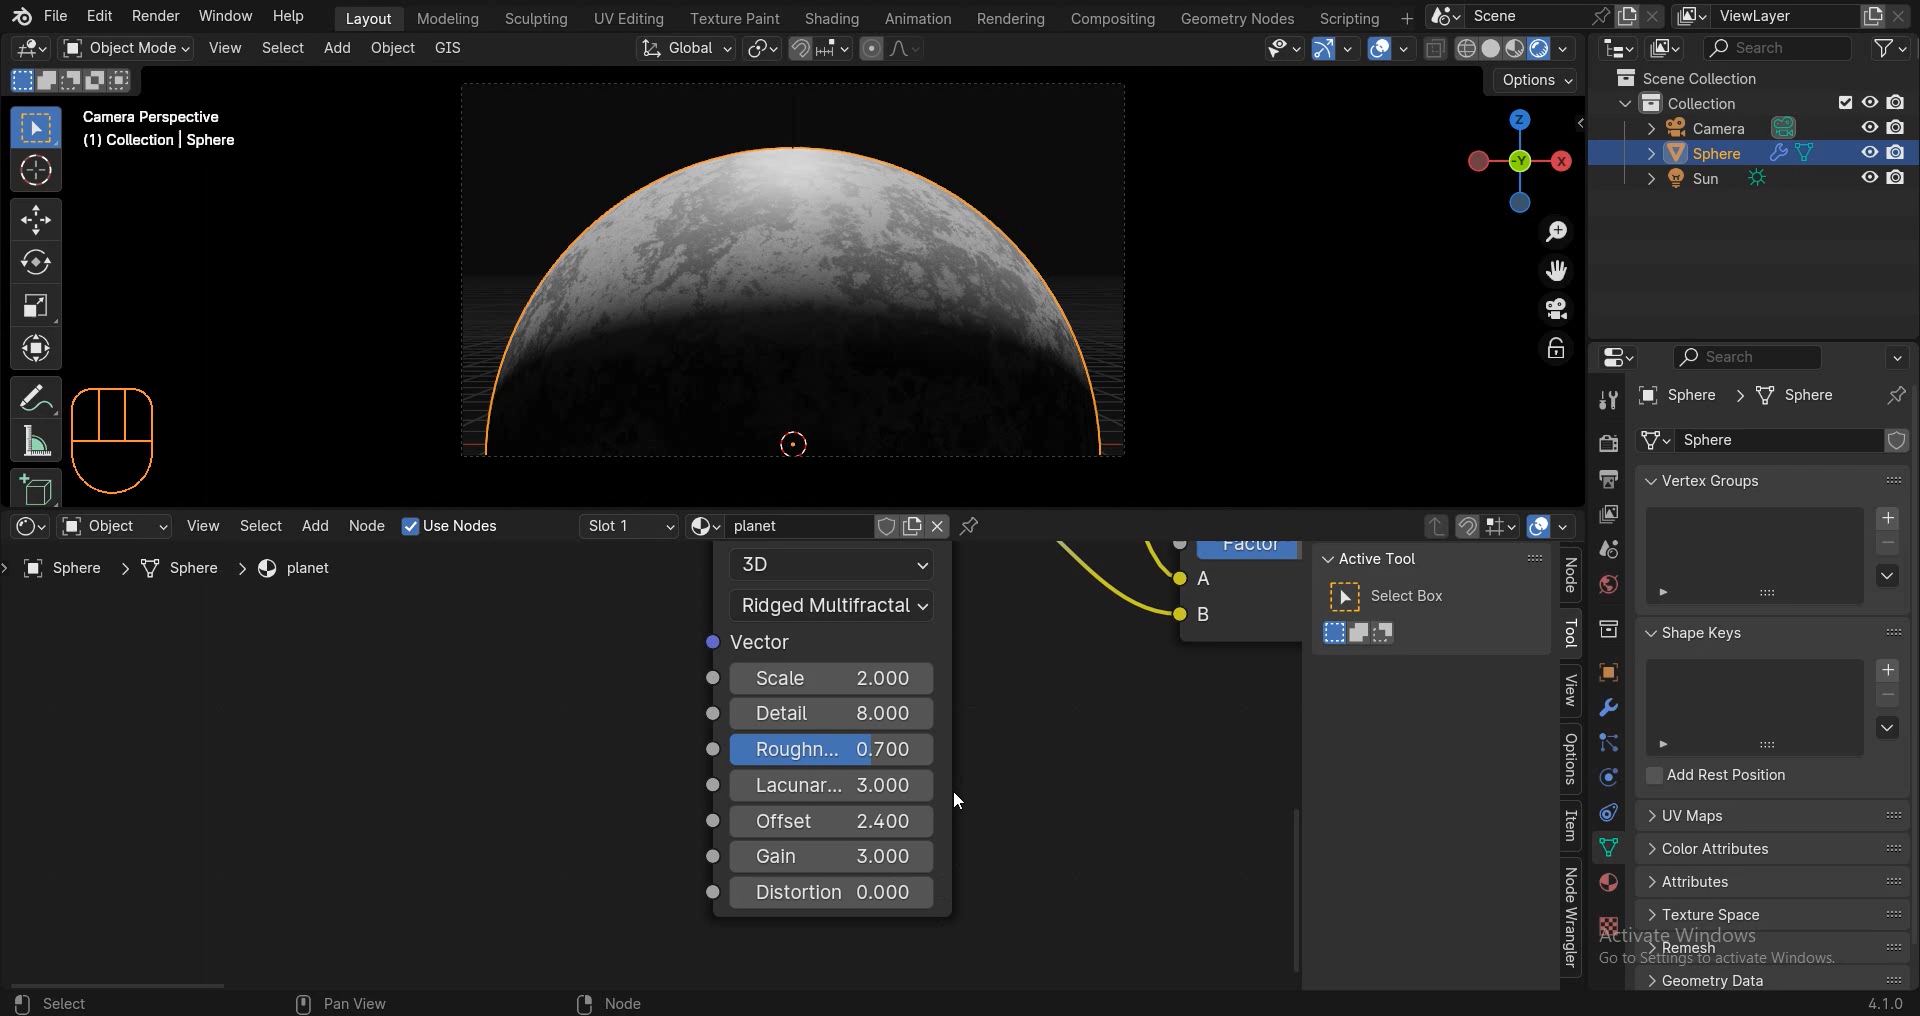 File Edit Render Window Help Layout Modeling Sculpting UV Editing Texture Paint Shading Animation Rendering Compositing Geometry Nodes Scripting + Scene ViewLayer
Object Mode View Select Add Object GIS Global Search
Options
Camera Perspective
(1) Collection | Sphere
Z
-Y
X
Scene Collection
Collection
Camera
Sphere
Sun
Search
Sphere > Sphere
Sphere
Vertex Groups
Shape Keys
Add Rest Position
UV Maps
Color Attributes
Attributes
Texture Space
Remesh
Geometry Data
Object View Select Add Node Use Nodes Slot 1 planet
Sphere > Sphere > planet
3D
Ridged Multifractal
Vector
Scale 2.000
Detail 8.000
Roughn... 0.700
Lacunar... 3.000
Offset 2.400
Gain 3.000
Distortion 0.000
Factor
A
B
Active Tool
Select Box
Node
Tool
View
Options
Item
Node Wrangler
Activate Windows
Go to Settings to activate Windows.
Select Pan View Node 4.1.0